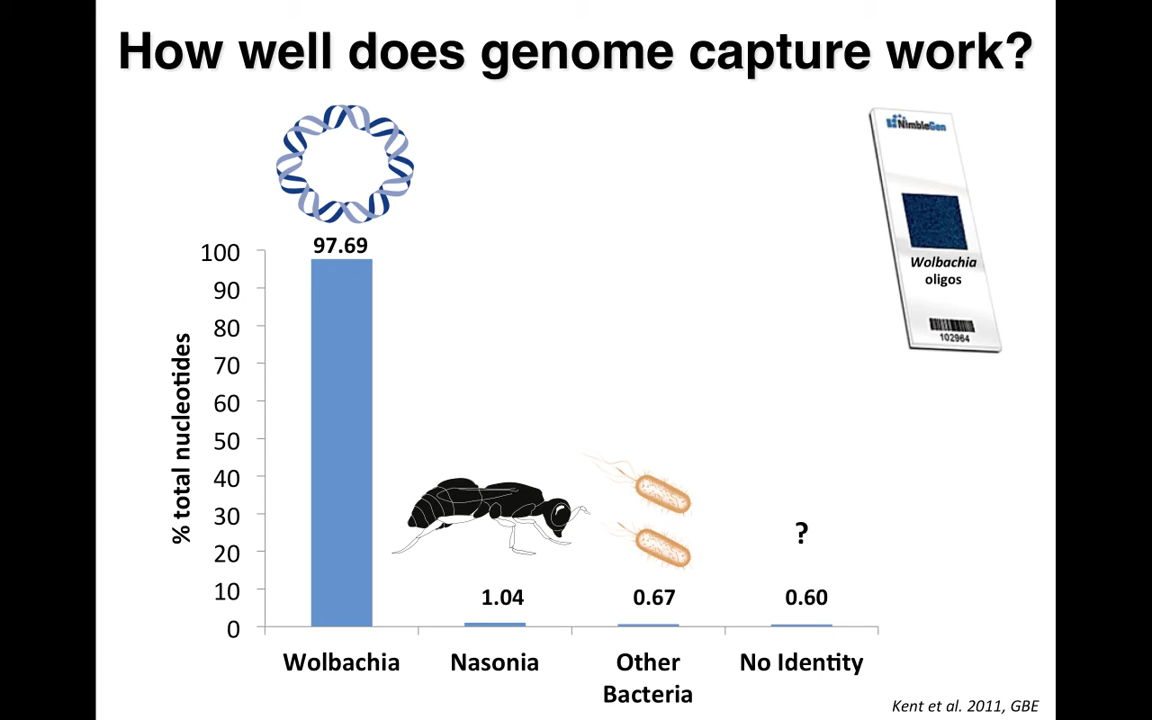 How well does genome capture work?
NimbleGen
Wolbachia
oligos
102964
97.69
100
90
80
70
60
50
40
30
20
10
0
% total nucleotides
1.04
0.67
?
0.60
Wolbachia
Nasonia
Other
Bacteria
No Identity
Kent et al. 2011, GBE